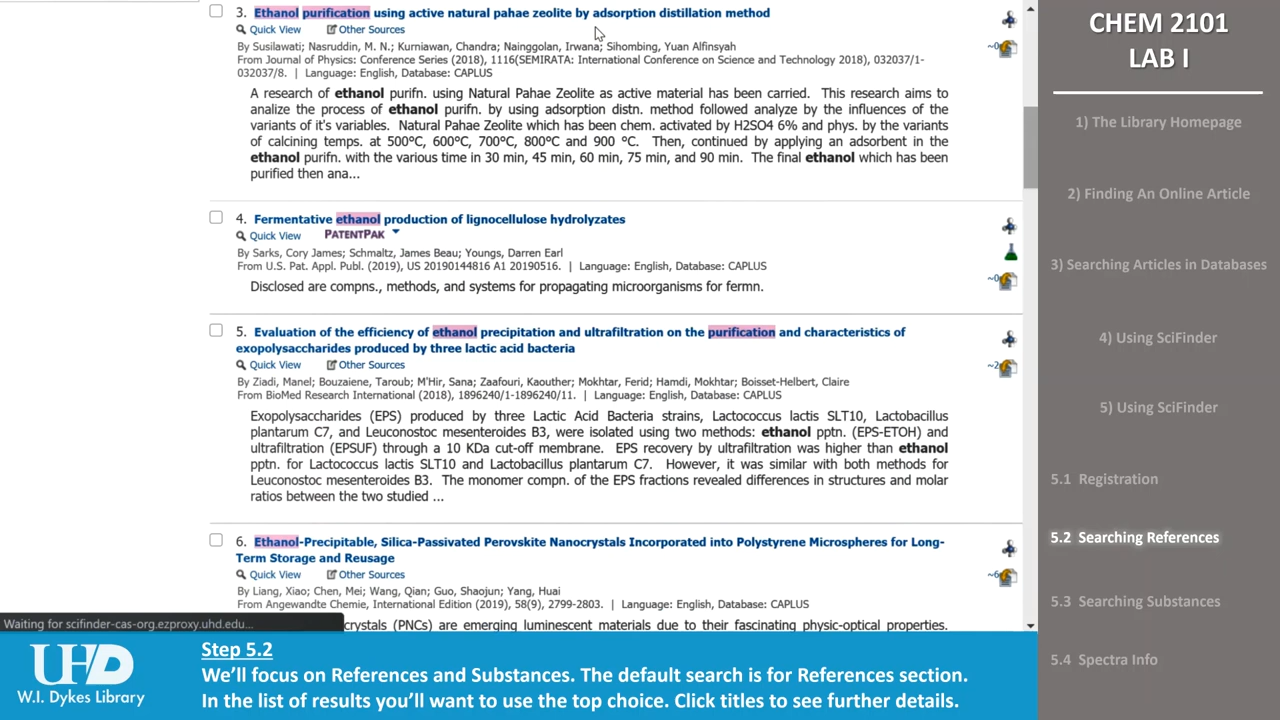 3. Ethanol purification using active natural pahae zeolite by adsorption distillation method
Quick View Other Sources
~0
By Susilawati; Nasruddin, M. N.; Kurniawan, Chandra; Nainggolan, Irwana; Sihombing, Yuan Alfinsyah
From Journal of Physics: Conference Series (2018), 1116(SEMIRATA: International Conference on Science and Technology 2018), 032037/1-
032037/8. | Language: English, Database: CAPLUS
A research of ethanol purifn. using Natural Pahae Zeolite as active material has been carried. This research aims to
analize the process of ethanol purifn. by using adsorption distn. method followed analyze by the influences of the
variants of it's variables. Natural Pahae Zeolite which has been chem. activated by H2SO4 6% and phys. by the variants
of calcining temps. at 500°C, 600°C, 700°C, 800°C and 900 °C. Then, continued by applying an adsorbent in the
ethanol purifn. with the various time in 30 min, 45 min, 60 min, 75 min, and 90 min. The final ethanol which has been
purified then ana...
4. Fermentative ethanol production of lignocellulose hydrolyzates
Quick View PATENTPAK
By Sarks, Cory James; Schmaltz, James Beau; Youngs, Darren Earl
From U.S. Pat. Appl. Publ. (2019), US 20190144816 A1 20190516. | Language: English, Database: CAPLUS
~0
Disclosed are compns., methods, and systems for propagating microorganisms for fermn.
5. Evaluation of the efficiency of ethanol precipitation and ultrafiltration on the purification and characteristics of
exopolysaccharides produced by three lactic acid bacteria
Quick View Other Sources
~2
By Ziadi, Manel; Bouzaiene, Taroub; M'Hir, Sana; Zaafouri, Kaouther; Mokhtar, Ferid; Hamdi, Mokhtar; Boisset-Helbert, Claire
From BioMed Research International (2018), 1896240/1-1896240/11. | Language: English, Database: CAPLUS
Exopolysaccharides (EPS) produced by three Lactic Acid Bacteria strains, Lactococcus lactis SLT10, Lactobacillus
plantarum C7, and Leuconostoc mesenteroides B3, were isolated using two methods: ethanol pptn. (EPS-ETOH) and
ultrafiltration (EPSUF) through a 10 KDa cut-off membrane. EPS recovery by ultrafiltration was higher than ethanol
pptn. for Lactococcus lactis SLT10 and Lactobacillus plantarum C7. However, it was similar with both methods for
Leuconostoc mesenteroides B3. The monomer compn. of the EPS fractions revealed differences in structures and molar
ratios between the two studied ...
6. Ethanol-Precipitable, Silica-Passivated Perovskite Nanocrystals Incorporated into Polystyrene Microspheres for Long-
Term Storage and Reusage
Quick View Other Sources
~6
By Liang, Xiao; Chen, Mei; Wang, Qian; Guo, Shaojun; Yang, Huai
From Angewandte Chemie, International Edition (2019), 58(9), 2799-2803. | Language: English, Database: CAPLUS
Waiting for scifinder-cas-org.ezproxy.uhd.edu...
crystals (PNCs) are emerging luminescent materials due to their fascinating physic-optical properties.
CHEM 2101
LAB I
1) The Library Homepage
2) Finding An Online Article
3) Searching Articles in Databases
4) Using SciFinder
5) Using SciFinder
5.1 Registration
5.2 Searching References
5.3 Searching Substances
5.4 Spectra Info
UHD
W.I. Dykes Library
Step 5.2
We'll focus on References and Substances. The default search is for References section.
In the list of results you'll want to use the top choice. Click titles to see further details.